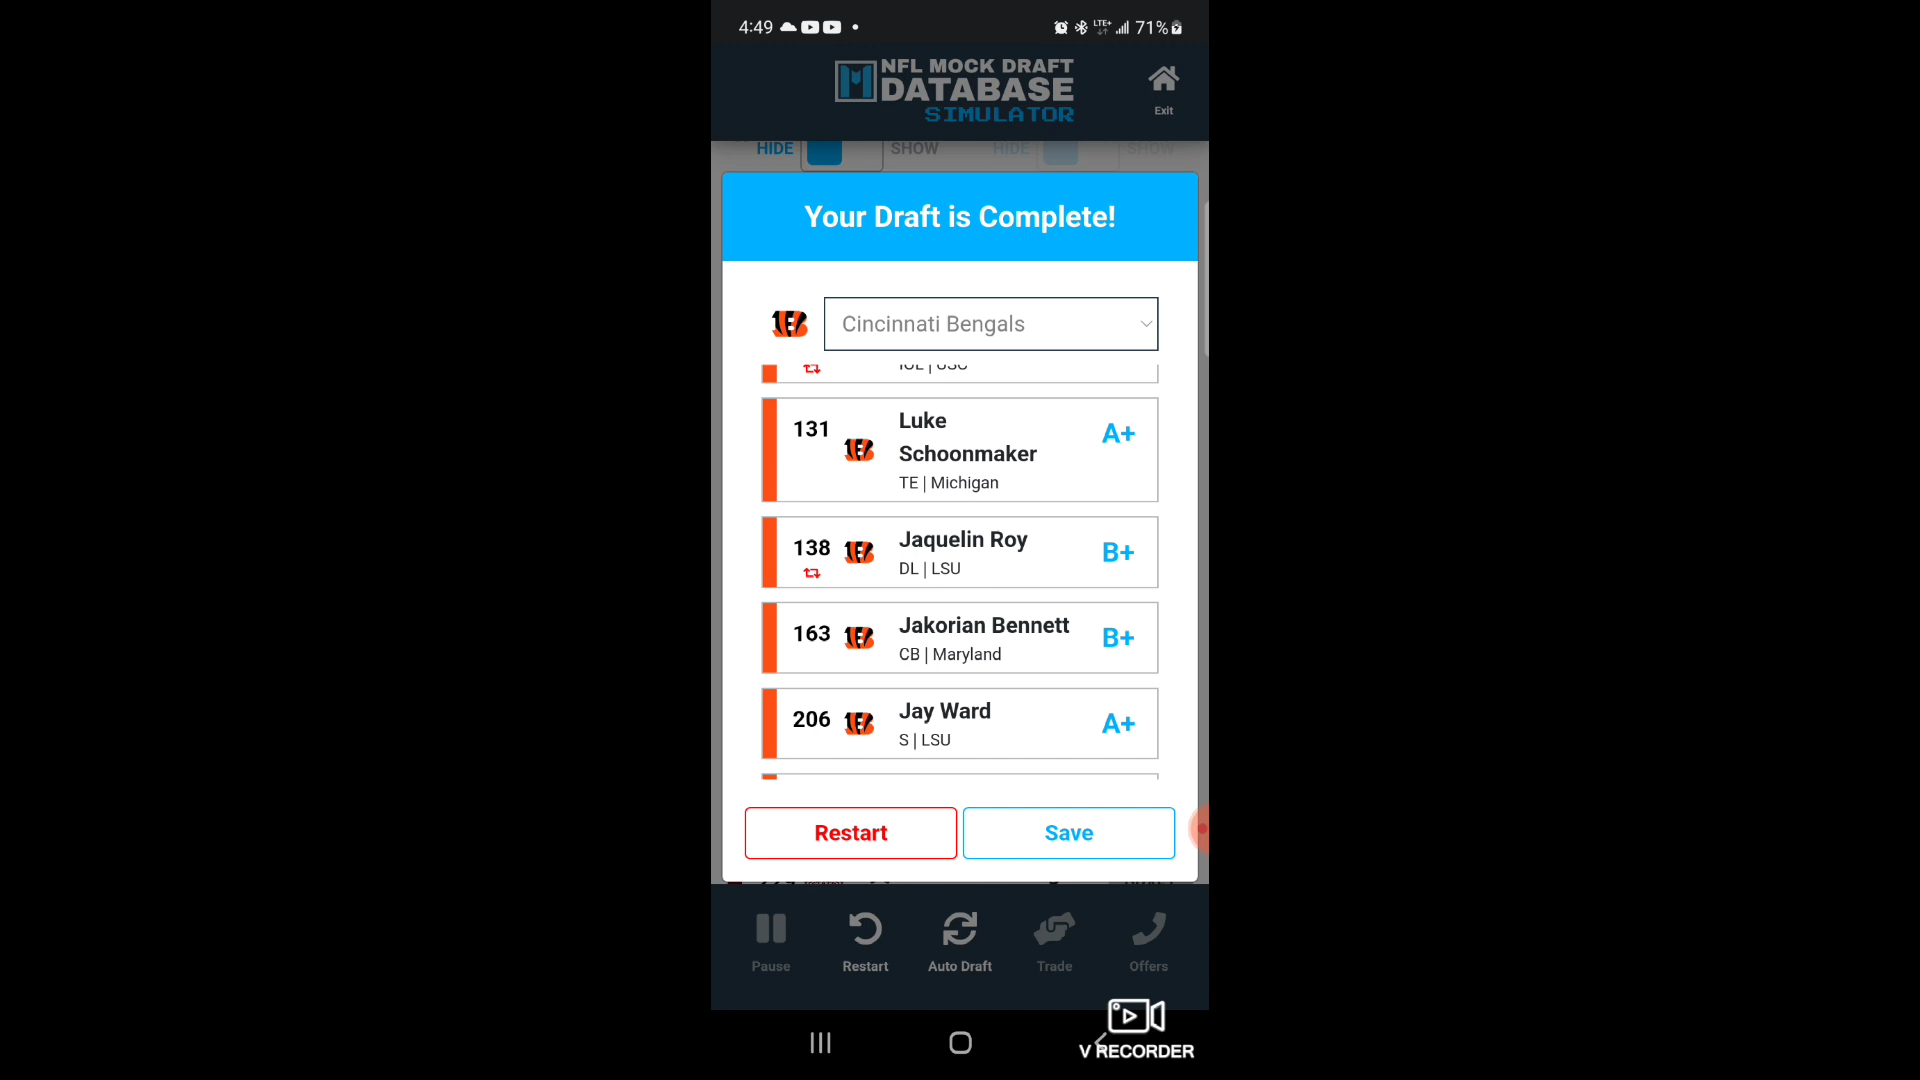 4:49
LTE+
71%
NFL MOCK DRAFT
DATABASE
SIMULATOR
Exit
HIDE SHOW HIDE SHOW
Your Draft is Complete!
Cincinnati Bengals
IOL | USC
131
Luke
Schoonmaker
A+
TE | Michigan
138
Jaquelin Roy
B+
DL | LSU
163
Jakorian Bennett
B+
CB | Maryland
206
Jay Ward
A+
S | LSU
Restart
Save
Pause
Restart
Auto Draft
Trade
Offers
V RECORDER